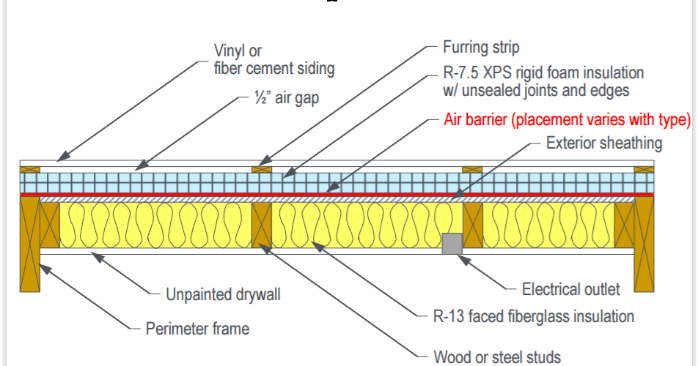 Vinyl or
fiber cement siding
½” air gap
Furring strip
R-7.5 XPS rigid foam insulation
w/ unsealed joints and edges
Air barrier (placement varies with type)
Exterior sheathing
Unpainted drywall
Perimeter frame
Electrical outlet
R-13 faced fiberglass insulation
Wood or steel studs